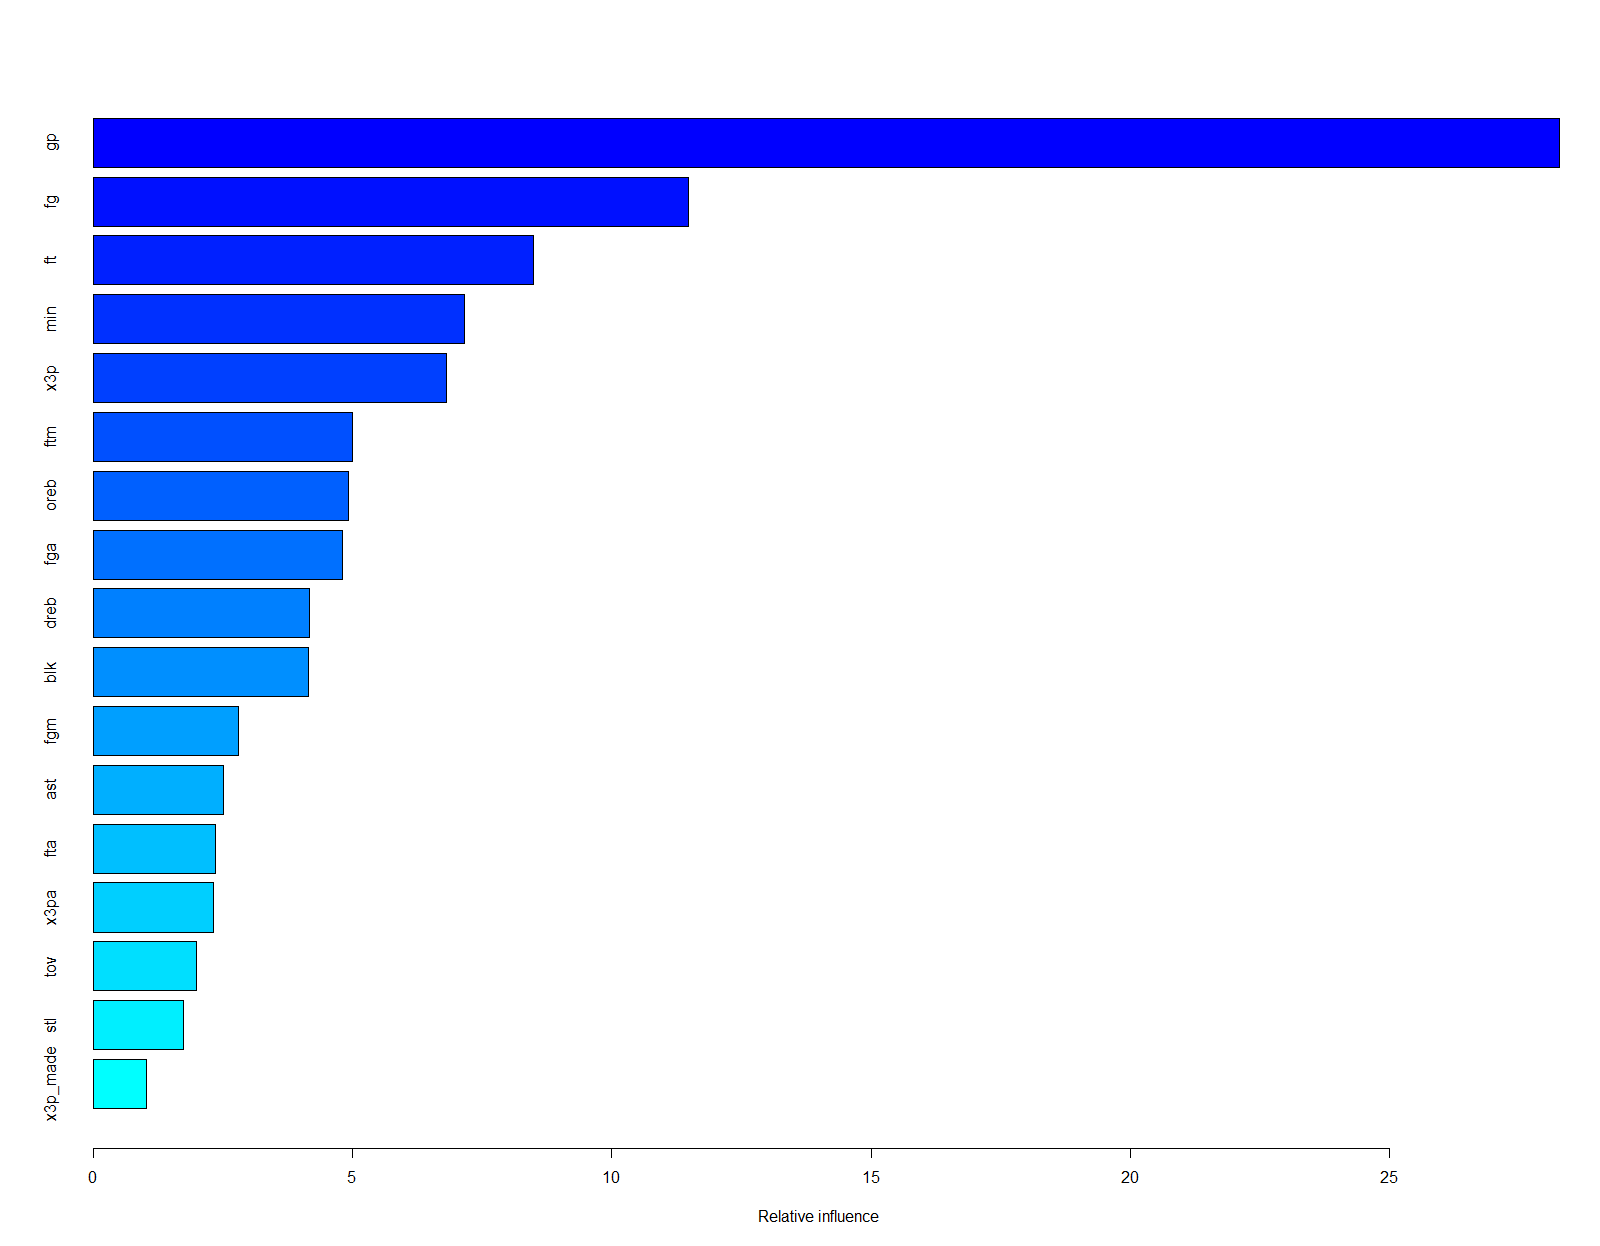 gp
fg
ft
min
x3p
ftm
oreb
fga
dreb
blk
fgm
ast
fta
x3pa
tov
stl
x3p_made
0 5 10 15 20 25
Relative influence